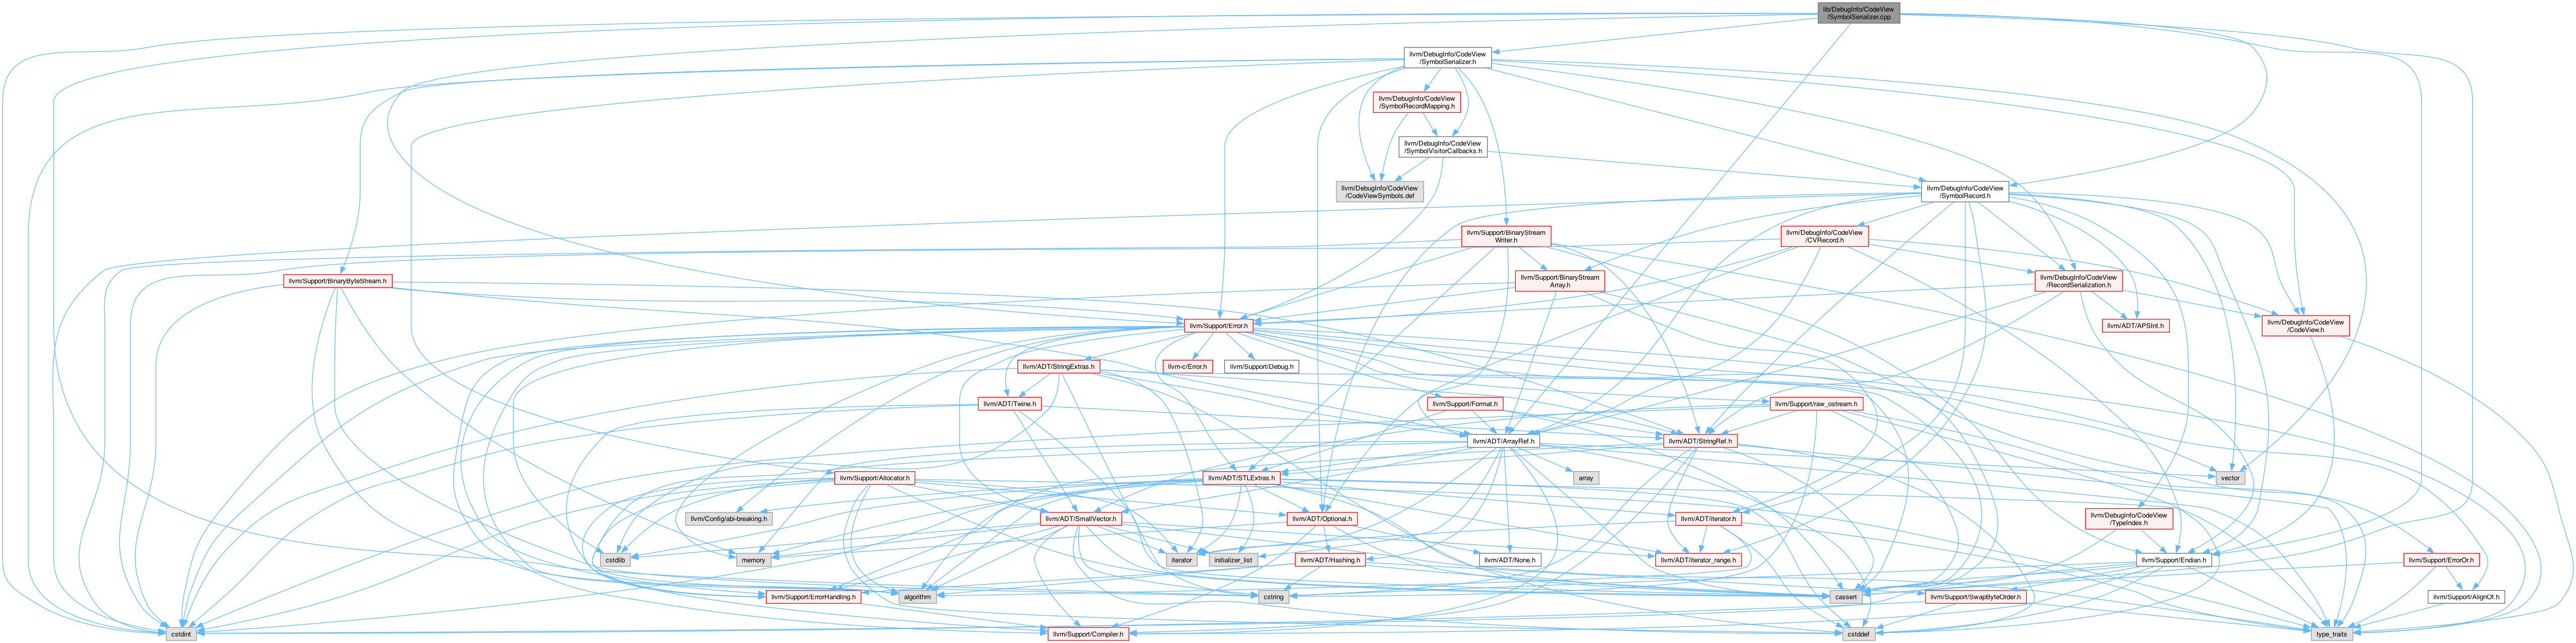 lib/DebugInfo/CodeView
/SymbolSerializer.cpp
llvm/DebugInfo/CodeView
/SymbolSerializer.h
llvm/DebugInfo/CodeView
/SymbolRecordMapping.h
llvm/DebugInfo/CodeView
/SymbolVisitorCallbacks.h
llvm/DebugInfo/CodeView
/CodeViewSymbols.def
llvm/DebugInfo/CodeView
/SymbolRecord.h
llvm/Support/BinaryStream
Writer.h
llvm/DebugInfo/CodeView
/CVRecord.h
llvm/Support/BinaryByteStream.h
llvm/Support/BinaryStream
Array.h
llvm/DebugInfo/CodeView
/RecordSerialization.h
llvm/Support/Error.h
llvm/ADT/APSInt.h
llvm/DebugInfo/CodeView
/CodeView.h
llvm/ADT/StringExtras.h
llvm-c/Error.h
llvm/Support/Debug.h
llvm/ADT/Twine.h
llvm/Support/Format.h
llvm/Support/raw_ostream.h
llvm/ADT/ArrayRef.h
llvm/ADT/StringRef.h
llvm/Support/Allocator.h
llvm/ADT/STLExtras.h
array
vector
llvm/Config/abi-breaking.h
llvm/ADT/SmallVector.h
llvm/ADT/Optional.h
llvm/ADT/iterator.h
llvm/DebugInfo/CodeView
/TypeIndex.h
cstdlib
memory
iterator
initializer_list
llvm/ADT/Hashing.h
llvm/ADT/None.h
llvm/ADT/iterator_range.h
llvm/Support/Endian.h
llvm/Support/ErrorOr.h
llvm/Support/ErrorHandling.h
algorithm
cstring
cassert
llvm/Support/SwapByteOrder.h
llvm/Support/AlignOf.h
cstdint
llvm/Support/Compiler.h
cstddef
type_traits